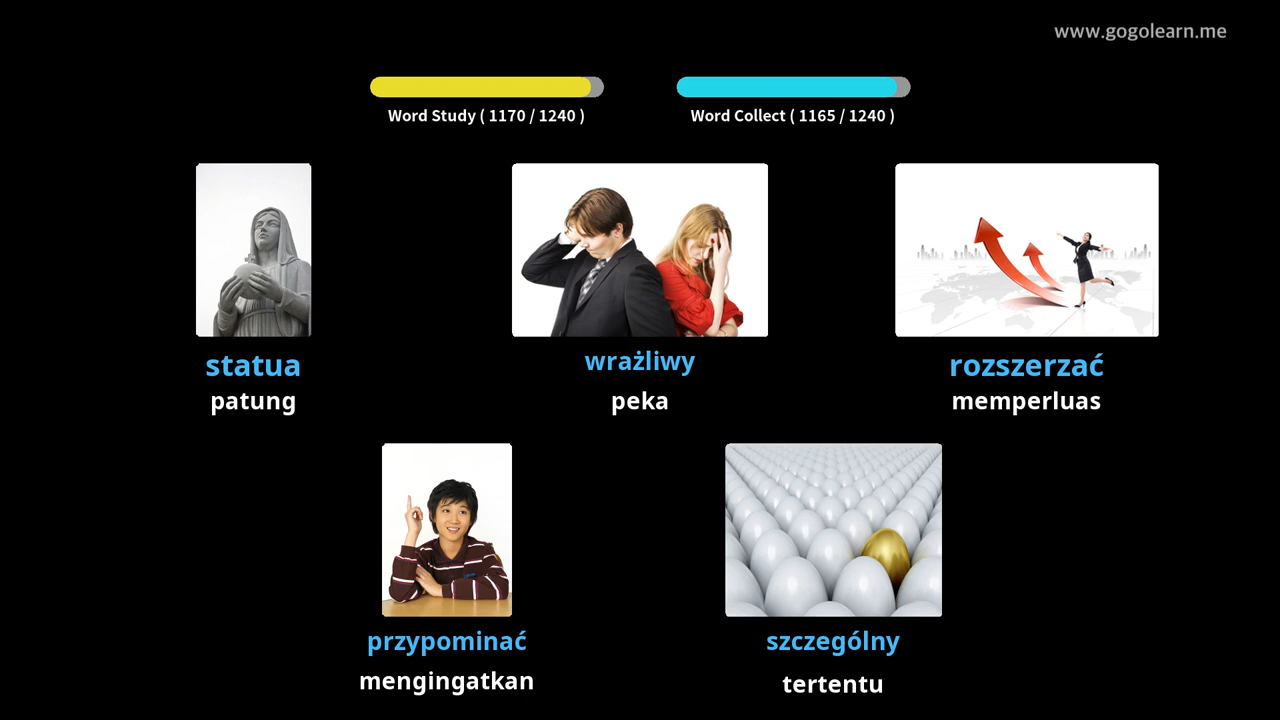 www.gogolearn.me
Word Study ( 1170 / 1240 )
Word Collect ( 1165 / 1240 )
statua
patung
wrażliwy
peka
rozszerzać
memperluas
przypominać
mengingatkan
szczególny
tertentu